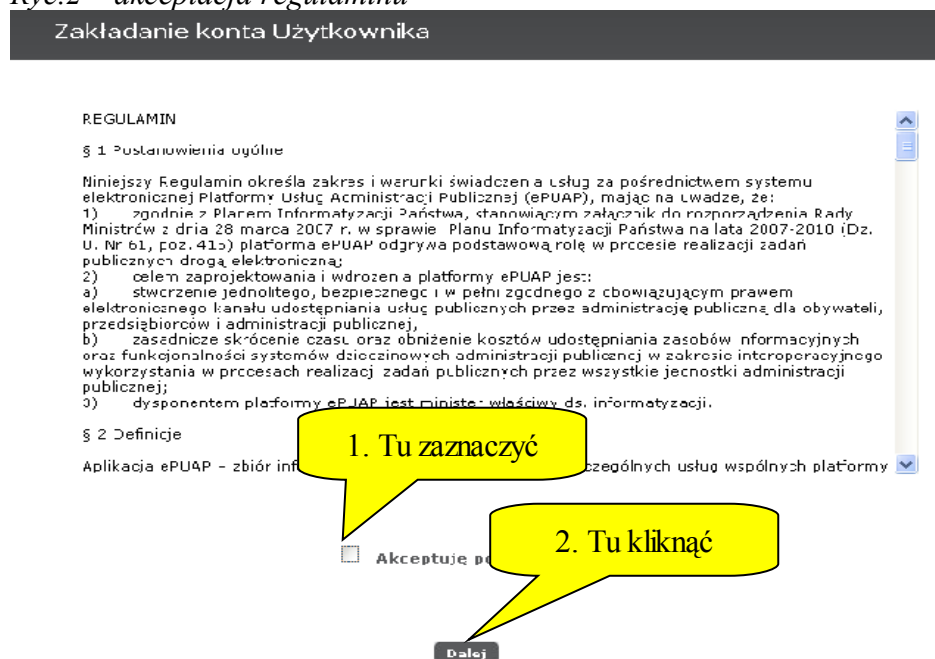 Ryc.2 – akceptacja regulaminu
Zakładanie konta Użytkownika
REGULAMIN
§ 1 Postanowienia ogólne
Niniejszy Regulamin określa zakres i warunki świadczenia usług za pośrednictwem systemu
elektronicznej Platformy Usług Administracji Publicznej (ePUAP), mając na uwadze, że:
1) zgodnie z Planem Informatyzacji Państwa, stanowiącym załącznik do rozporządzenia Rady
Ministrów z dnia 28 marca 2007 r. w sprawie Planu Informatyzacji Państwa na lata 2007-2010 (Dz.
U. Nr 61, poz. 415) platforma ePUAP odgrywa podstawową rolę w procesie realizacji zadań
publicznych drogą elektroniczną;
2) celem zaprojektowania i wdrożenia platformy ePUAP jest:
a) stworzenie jednolitego, bezpiecznego i w pełni zgodnego z obowiązującym prawem
elektronicznego kanału udostępniania usług publicznych przez administrację publiczną dla obywateli,
przedsiębiorców i administracji publicznej,
b) zasadnicze skrócenie czasu oraz obniżenie kosztów udostępniania zasobów informacyjnych
oraz funkcjonalności systemów dziedzinowych administracji publicznej w zakresie interoperacyjnego
wykorzystania w procesach realizacji zadań publicznych przez wszystkie jednostki administracji
publicznej;
3) dysponentem platformy ePUAP jest minister właściwy ds. informatyzacji.
§ 2 Definicje
1. Tu zaznaczyć
Aplikacja ePUAP – zbiór czególnych usług wspólnych platformy
2. Tu kliknąć
Akceptuję
Dalej